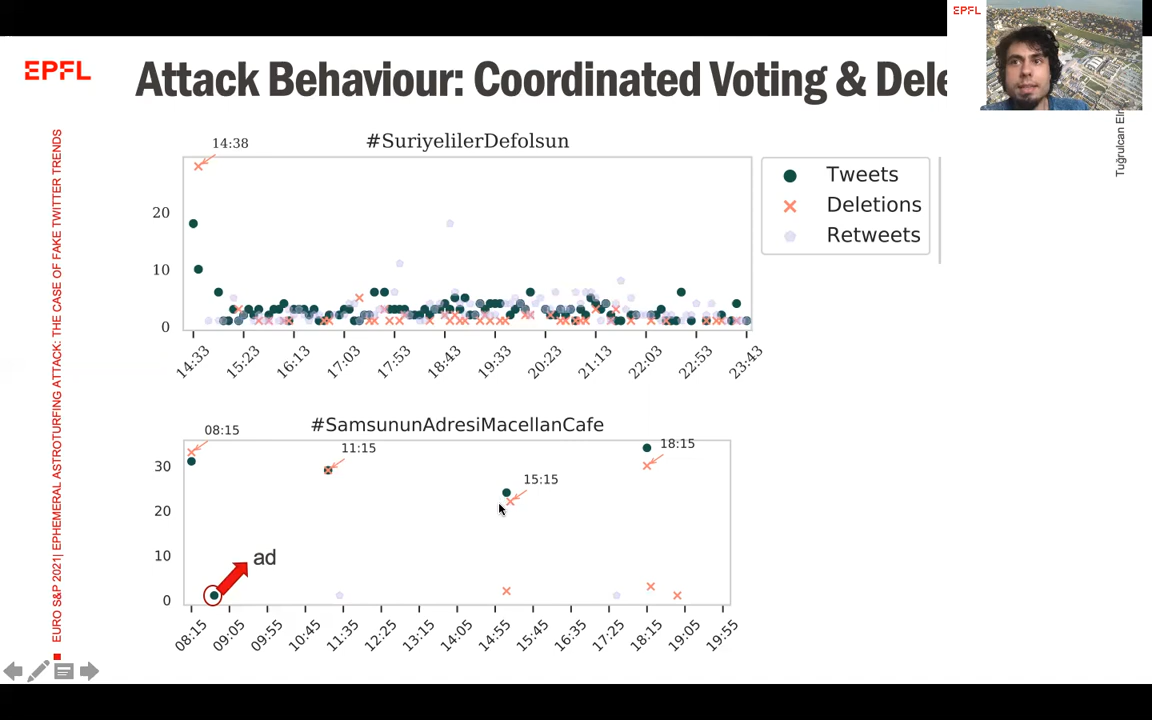 EPFL
EPFL
Attack Behaviour: Coordinated Voting & Dele
EURO S&P 2021| EPHEMERAL ASTROTURFING ATTACK: THE CASE OF FAKE TWITTER TRENDS
Tuğrulcan Elm
#SuriyelilerDefolsun
14:38
20
10
0
14:33 15:23 16:13 17:03 17:53 18:43 19:33 20:23 21:13 22:03 22:53 23:43
Tweets
Deletions
Retweets
#SamsununAdresiMacellanCafe
08:15
11:15
15:15
18:15
ad
30
20
10
0
08:15 09:05 09:55 10:45 11:35 12:25 13:15 14:05 14:55 15:45 16:35 17:25 18:15 19:05 19:55